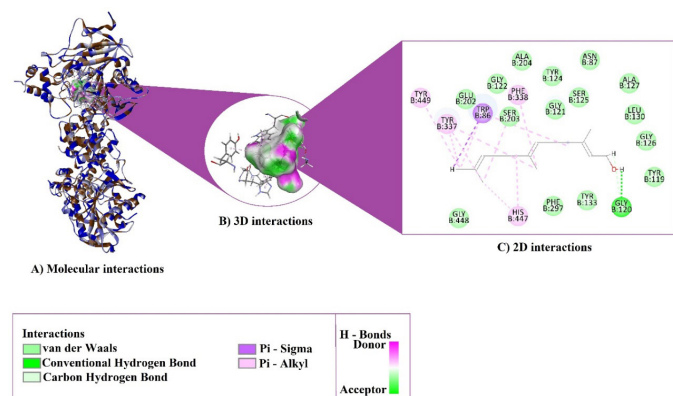 A) Molecular interactions
B) 3D interactions
ALA
B:204
ASN
B:87
GLY
B:122
TYR
B:124
ALA
B:127
TYR
B:449
GLU
B:202
TRP
B:86
PHE
B:338
SER
B:125
GLY
B:121
LEU
B:130
TYR
B:337
SER
B:203
GLY
B:126
H
H
O
H
TYR
B:119
GLY
B:448
HIS
B:447
PHE
B:297
TYR
B:133
GLY
B:120
C) 2D interactions
Interactions
van der Waals
Conventional Hydrogen Bond
Carbon Hydrogen Bond
Pi - Sigma
Pi - Alkyl
H - Bonds
Donor
Acceptor